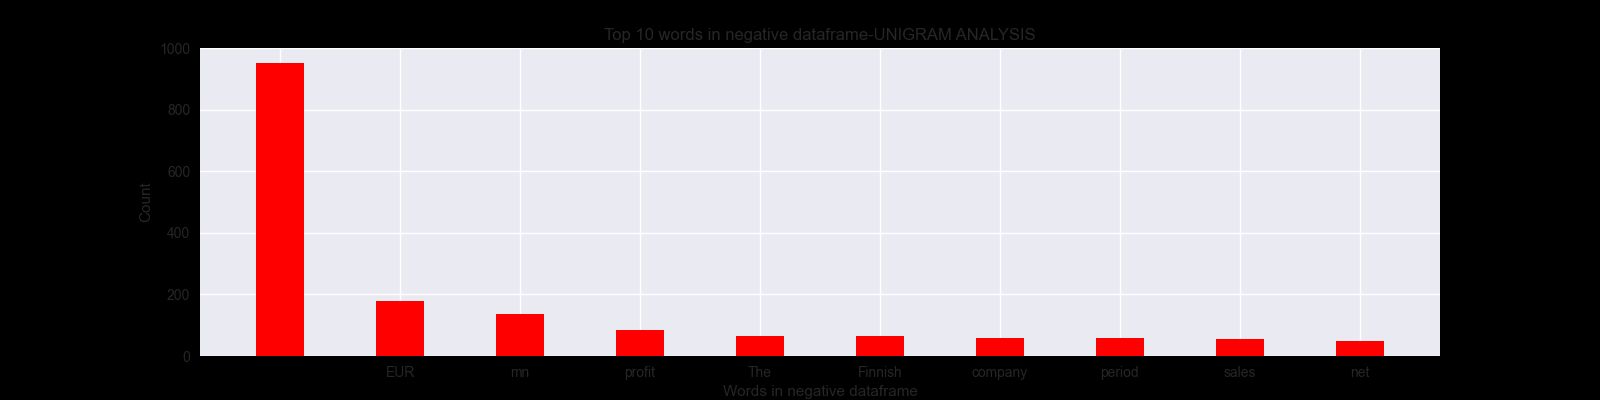 Top 10 words in negative dataframe-UNIGRAM ANALYSIS
1000
800
600
400
200
0
Count
EUR mn profit The Finnish company period sales net
Words in negative dataframe